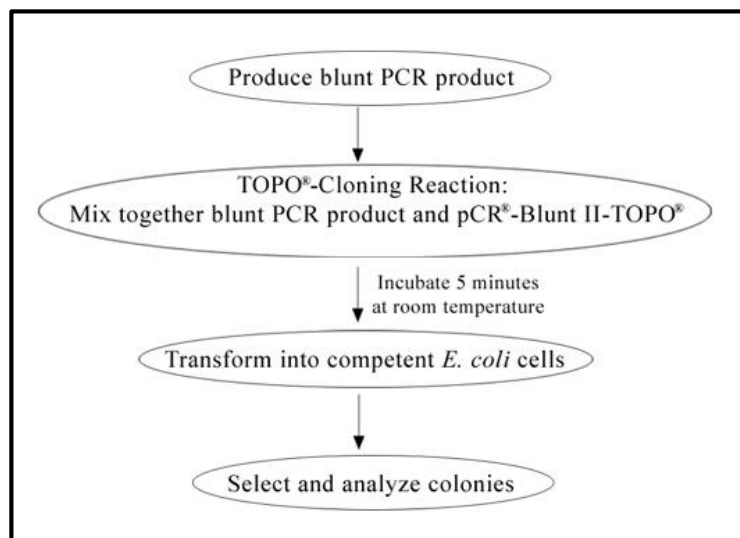 Produce blunt PCR product
TOPO®-Cloning Reaction:
Mix together blunt PCR product and pCR®-Blunt II-TOPO®
Incubate 5 minutes
at room temperature
Transform into competent E. coli cells
Select and analyze colonies